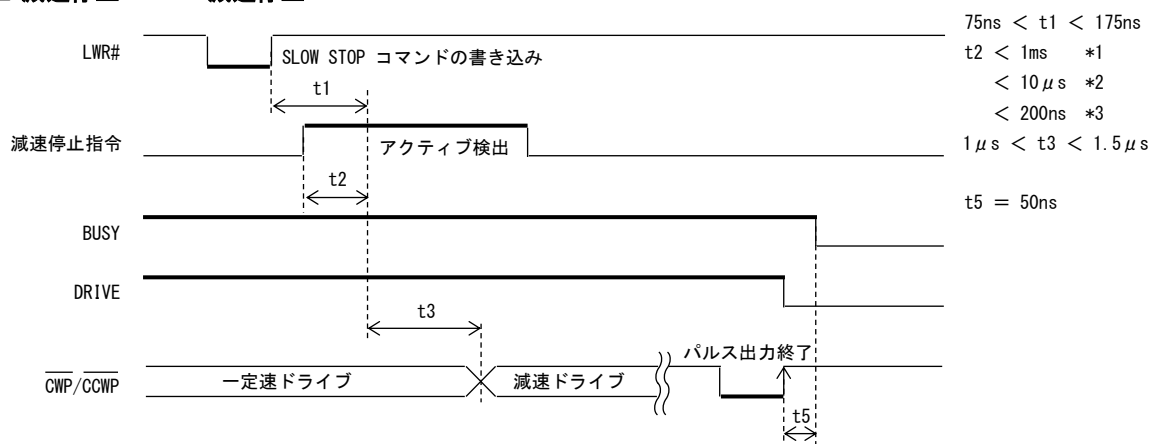 75ns < t1 < 175ns
LWR#
SLOW STOP コマンドの書き込み
t2 < 1ms *1
t1
< 10μs *2
< 200ns *3
減速停止指令
アクティブ検出
1μs < t3 < 1.5μs
t2
t5 = 50ns
BUSY
DRIVE
t3
パルス出力終了
CWP/CCWP
一定速ドライブ
減速ドライブ
t5